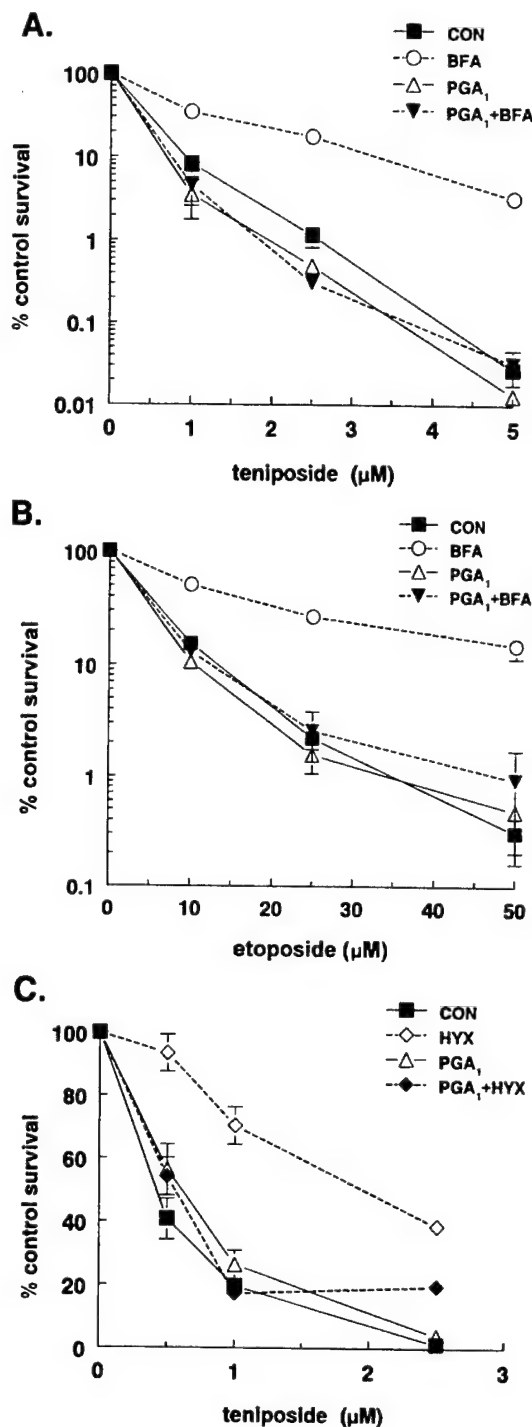 A.
CON
BFA
PGA₁
PGA₁+BFA
% control survival
100
10
1
0.1
0.01
0
1
2
3
4
5
teniposide (µM)
B.
CON
BFA
PGA₁
PGA₁+BFA
% control survival
100
10
1
0.1
0
10
20
30
40
50
etoposide (µM)
C.
CON
HYX
PGA₁
PGA₁+HYX
% control survival
100
80
60
40
20
0
0
1
2
3
teniposide (µM)